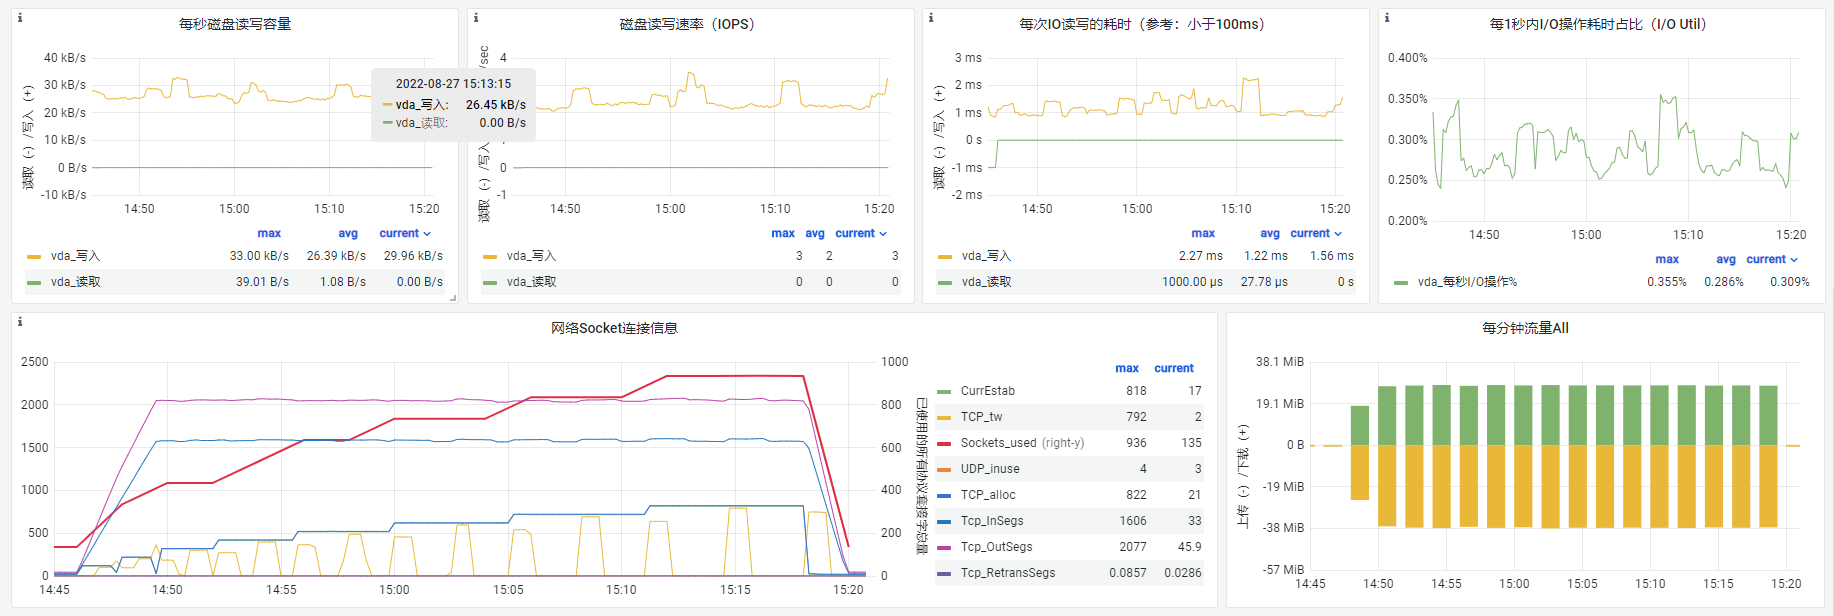 每秒磁盘读写容量
读取（-）/写入（+）
40 kB/s
30 kB/s
20 kB/s
10 kB/s
0 B/s
-10 kB/s
14:50
15:00
15:10
15:20
max avg current
vda_写入 33.00 kB/s 26.39 kB/s 29.96 kB/s
vda_读取 39.01 B/s 1.08 B/s 0.00 B/s
2022-08-27 15:13:15
vda_写入: 26.45 kB/s
vda_读取: 0.00 B/s
磁盘读写速率（IOPS）
读取（-）/写入
/sec
4
0
-1
14:50
15:00
15:10
15:20
max avg current
vda_写入 3 2 3
vda_读取 0 0 0
每次IO读写的耗时（参考：小于100ms）
读取（-）/写入（+）
3 ms
2 ms
1 ms
0 s
-1 ms
-2 ms
14:50
15:00
15:10
15:20
max avg current
vda_写入 2.27 ms 1.22 ms 1.56 ms
vda_读取 1000.00 µs 27.78 µs 0 s
每1秒内I/O操作耗时占比（I/O Util）
0.400%
0.350%
0.300%
0.250%
0.200%
14:50
15:00
15:10
15:20
max avg current
vda_每秒I/O操作% 0.355% 0.286% 0.309%
网络Socket连接信息
2500
2000
1500
1000
500
0
14:45
14:50
14:55
15:00
15:05
15:10
15:15
15:20
1000
800
600
400
200
0
已使用的所有协议套接字总量
max current
CurrEstab 818 17
TCP_tw 792 2
Sockets_used (right-y) 936 135
UDP_inuse 4 3
TCP_alloc 822 21
Tcp_InSegs 1606 33
Tcp_OutSegs 2077 45.9
Tcp_RetransSegs 0.0857 0.0286
每分钟流量All
上传（-）/下载（+）
38.1 MiB
19.1 MiB
0 B
-19 MiB
-38 MiB
-57 MiB
14:45
14:50
14:55
15:00
15:05
15:10
15:15
15:20